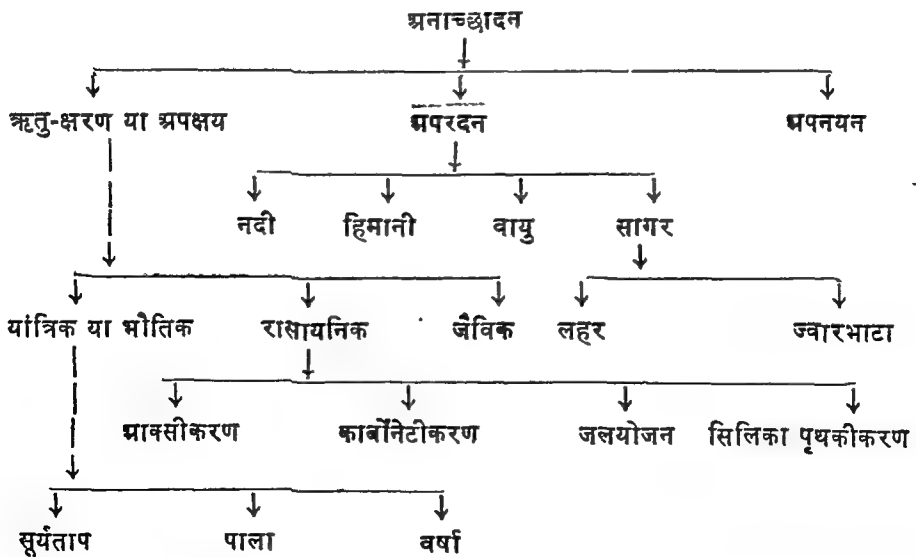 अनाच्छादन
ऋतु-क्षरण या अपक्षय अपरदन अपनयन
नदी हिमानी वायु सागर
यांत्रिक या भौतिक रासायनिक जैविक लहर ज्वारभाटा
आक्सीकरण कार्बोनेटीकरण जलयोजन सिलिका पृथकीकरण
सूर्यताप पाला वर्षा